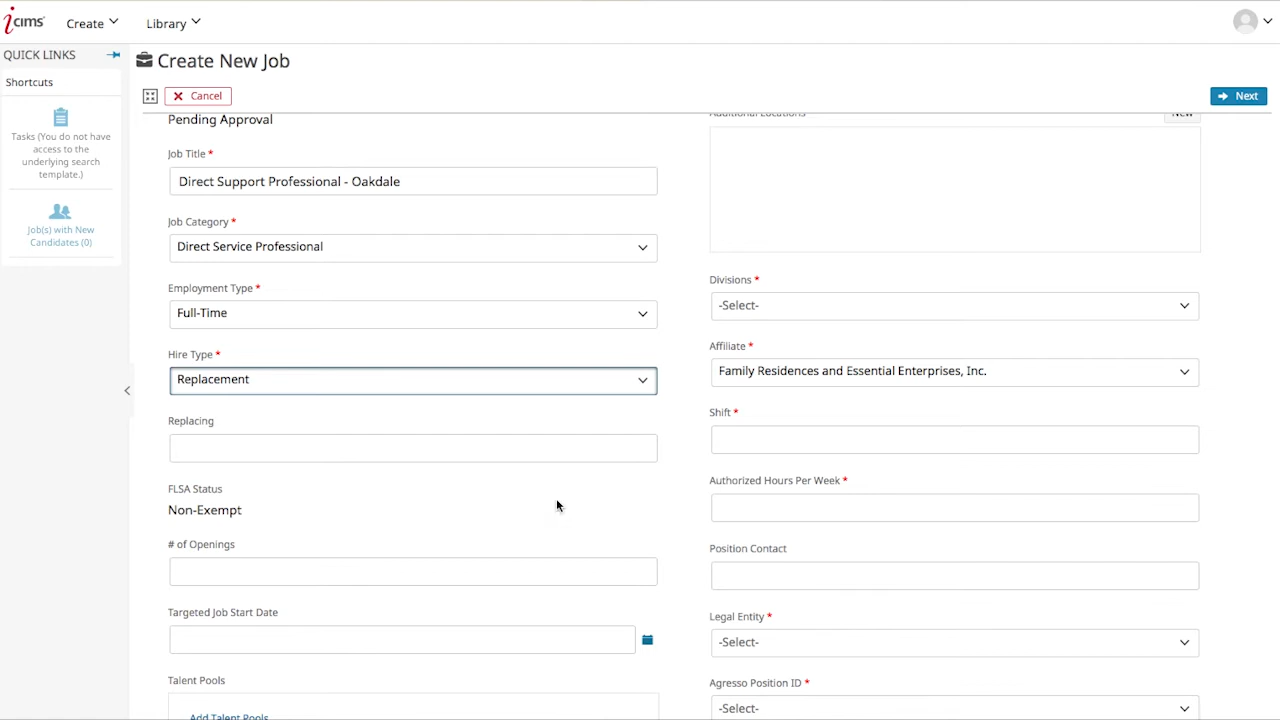 iCIMS
Create
Library
QUICK LINKS
Shortcuts
Tasks (You do not have
access to the
underlying search
template.)
Job(s) with New
Candidates (0)
Create New Job
Cancel
Next
Pending Approval
Job Title *
Direct Support Professional - Oakdale
Job Category *
Direct Service Professional
Employment Type *
Full-Time
Hire Type *
Replacement
Replacing
FLSA Status
Non-Exempt
# of Openings
Targeted Job Start Date
Talent Pools
Add Talent Pools
Additional Locations
New
Divisions *
-Select-
Affiliate *
Family Residences and Essential Enterprises, Inc.
Shift *
Authorized Hours Per Week *
Position Contact
Legal Entity *
-Select-
Agresso Position ID *
-Select-